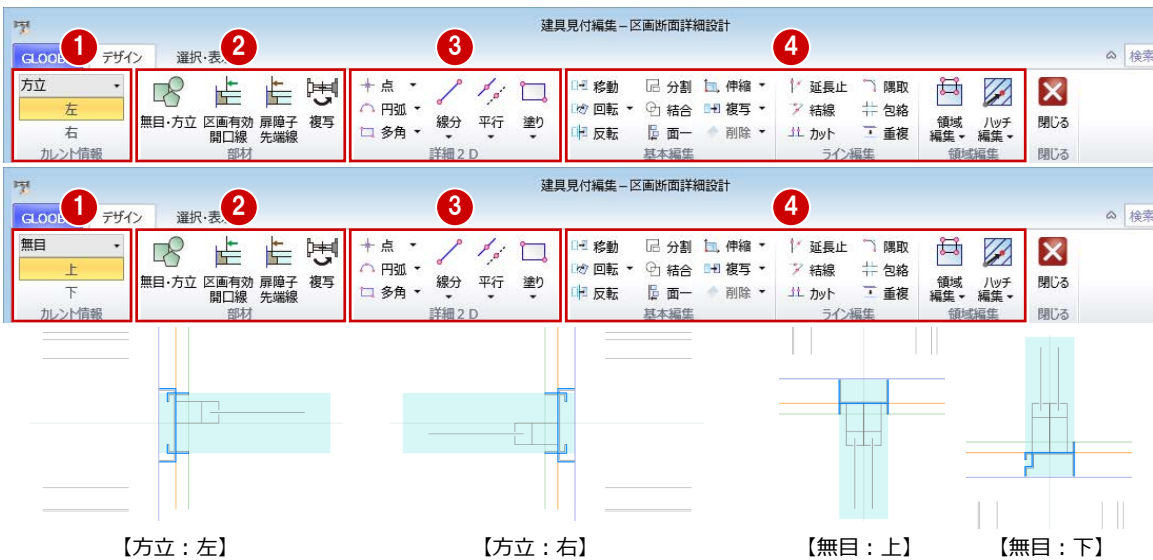 建具見付編集－区画断面詳細設計
1 2 3 4
GLOOB デザイン 選択・表
検索
方立 点 移動 分割 伸縮 延長止 隅取
左 無目・方立 区画有効開口線 扉障子先端線 複写 円弧 線分 平行 塗り 回転 結合 複写 結線 包絡 領域編集 ハッチ編集 閉じる
右 多角 反転 面一 削除 カット 重複
カレント情報 部材 詳細２Ｄ 基本編集 ライン編集 領域編集 閉じる
建具見付編集－区画断面詳細設計
1 2 3 4
GLOOB デザイン 選択・表
検索
無目 点 移動 分割 伸縮 延長止 隅取
上 無目・方立 区画有効開口線 扉障子先端線 複写 円弧 線分 平行 塗り 回転 結合 複写 結線 包絡 領域編集 ハッチ編集 閉じる
下 多角 反転 面一 削除 カット 重複
カレント情報 部材 詳細２Ｄ 基本編集 ライン編集 領域編集 閉じる
【方立：左】 【方立：右】 【無目：上】 【無目：下】